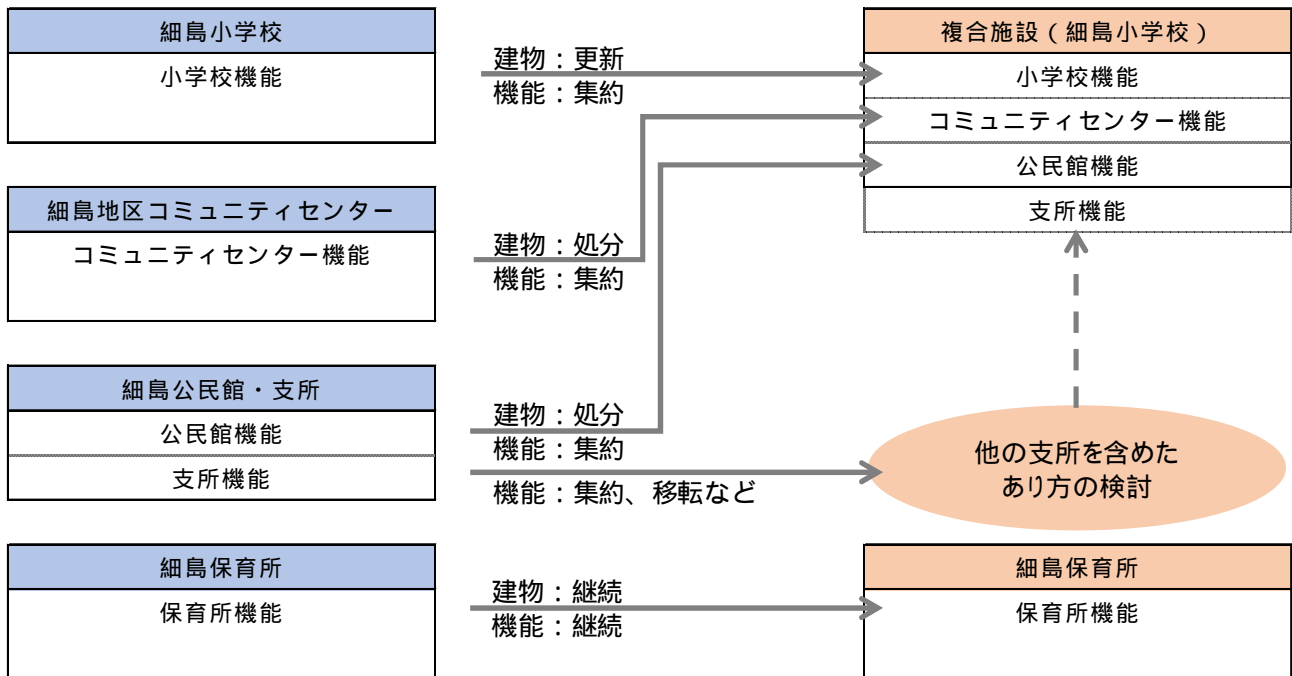 細島小学校
小学校機能
建物：更新
機能：集約
複合施設（細島小学校）
小学校機能
コミュニティセンター機能
公民館機能
支所機能
細島地区コミュニティセンター
コミュニティセンター機能
建物：処分
機能：集約
細島公民館・支所
公民館機能
支所機能
建物：処分
機能：集約
機能：集約、移転など
他の支所を含めた
あり方の検討
細島保育所
保育所機能
建物：継続
機能：継続
細島保育所
保育所機能